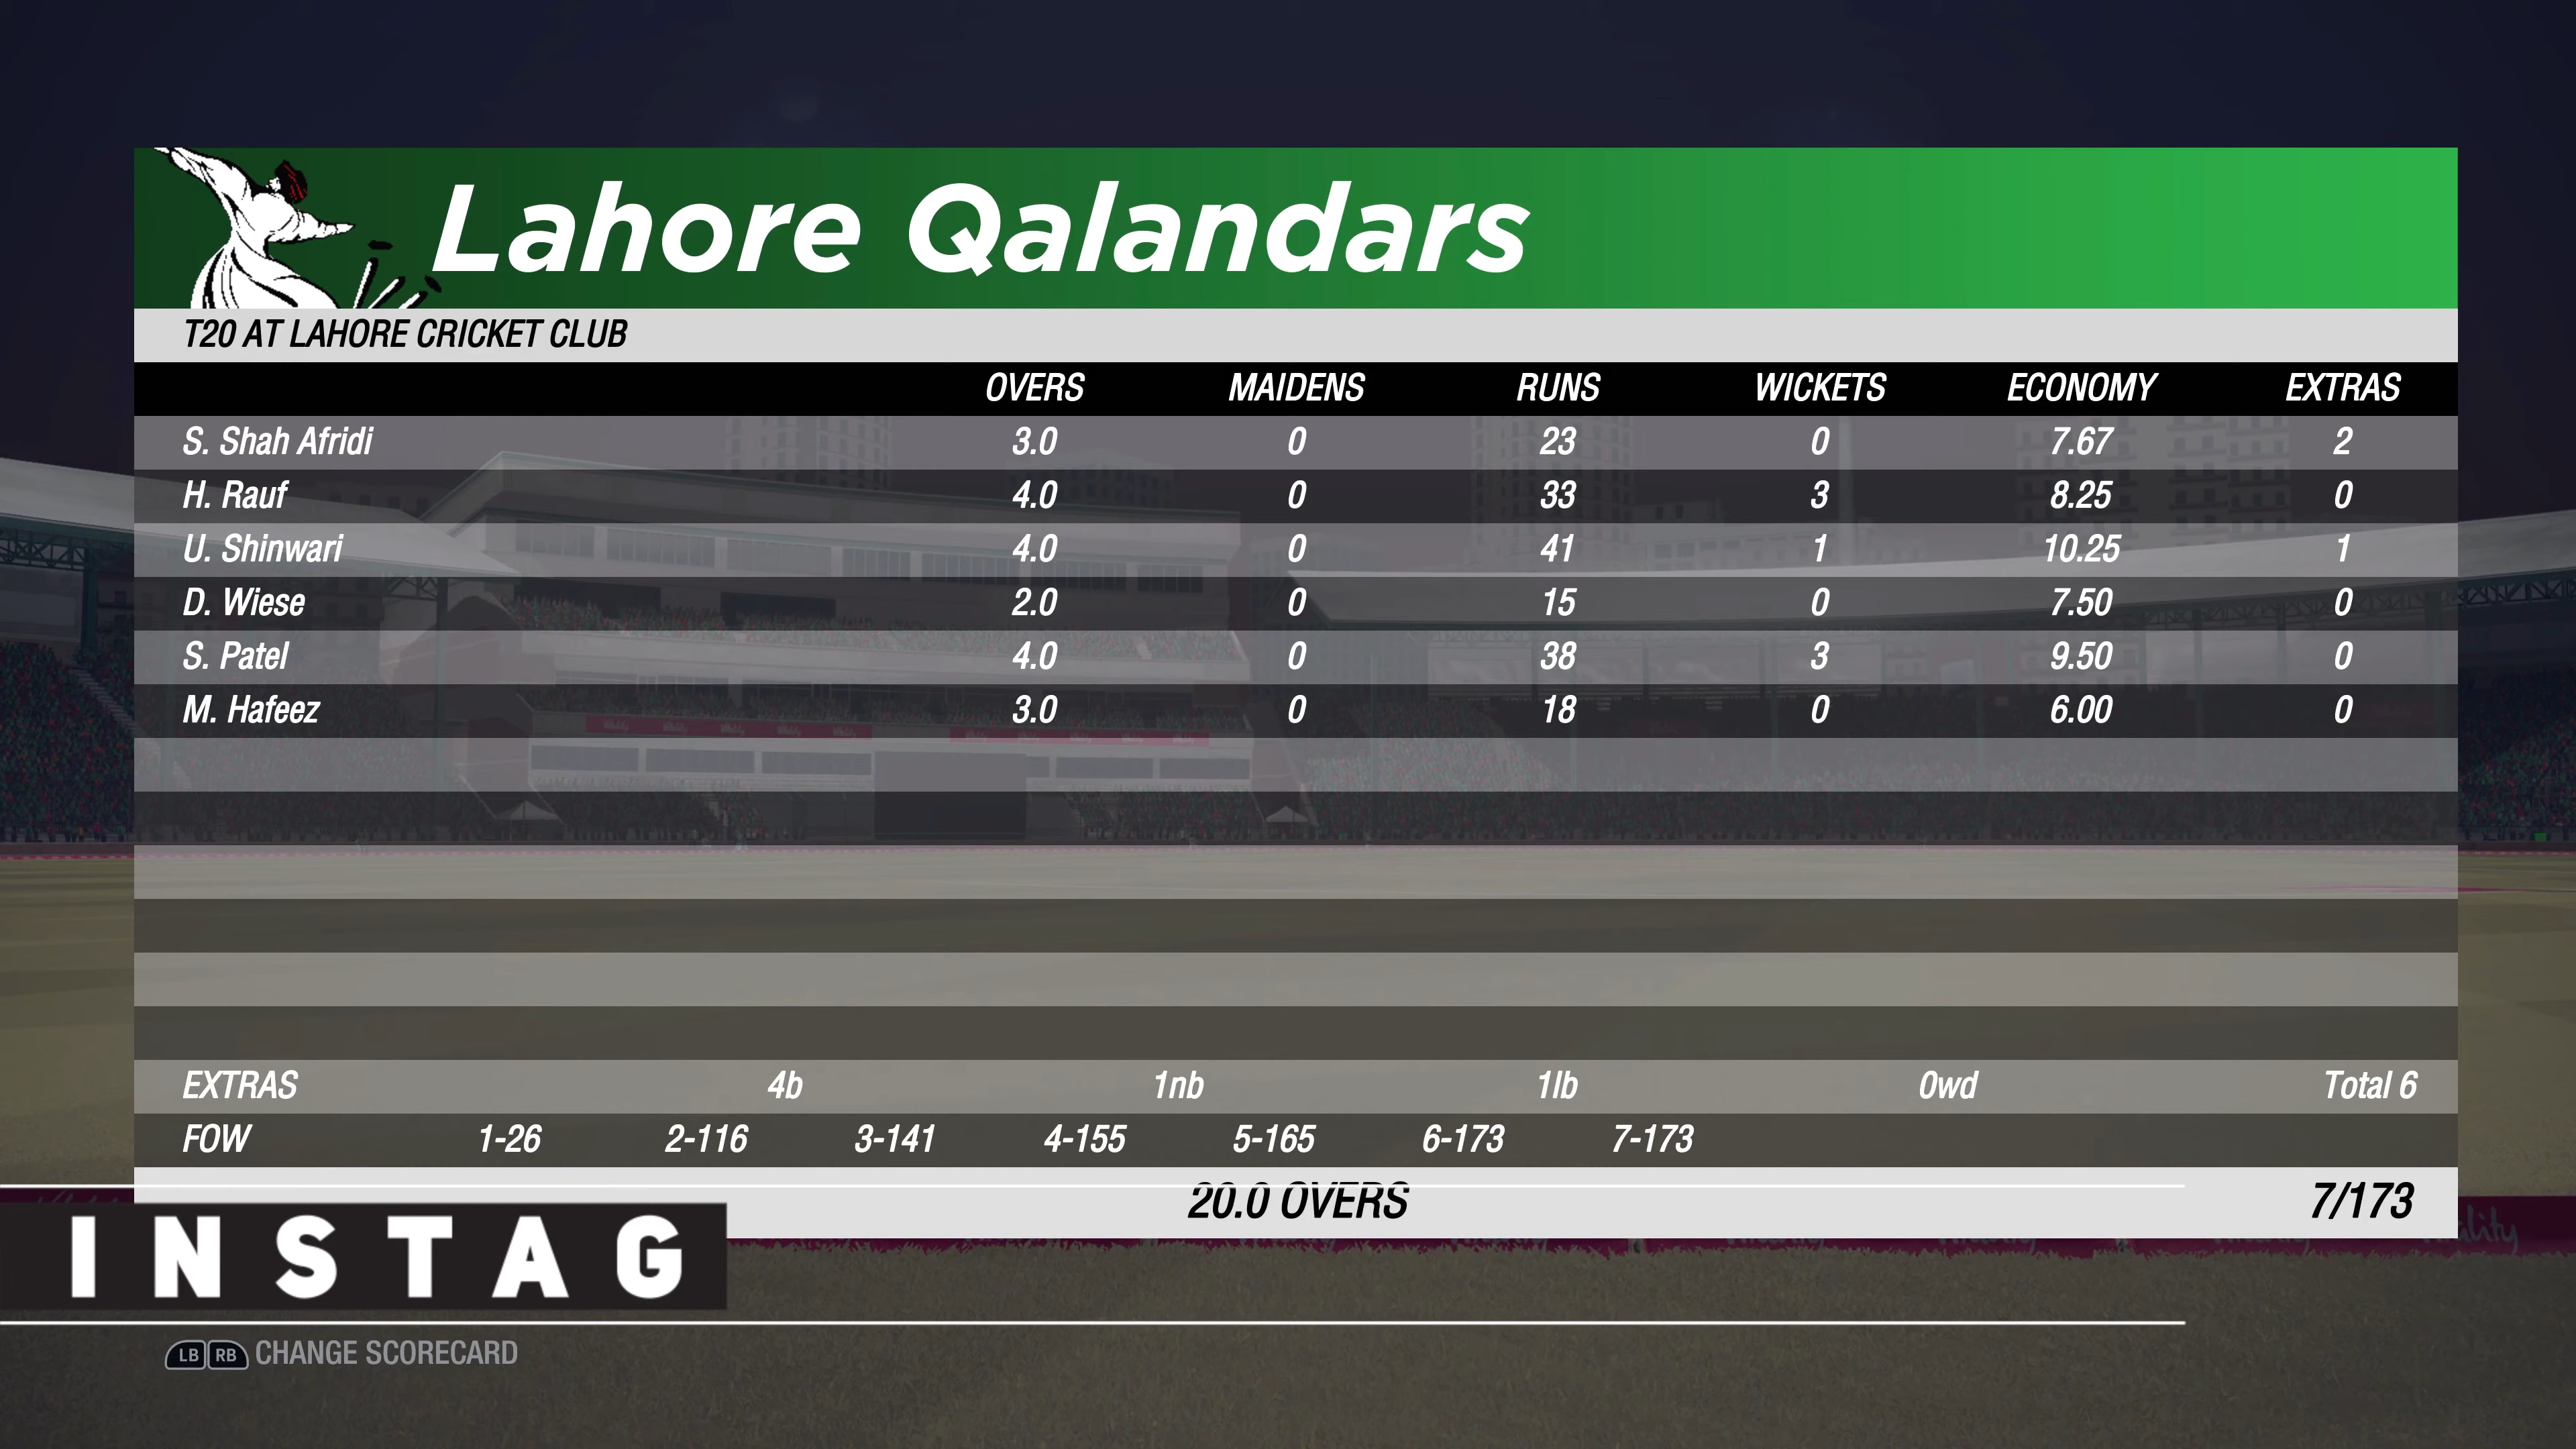 Lahore Qalandars
T20 AT LAHORE CRICKET CLUB
OVERS MAIDENS RUNS WICKETS ECONOMY EXTRAS
S. Shah Afridi 3.0 0 23 0 7.67 2
H. Rauf 4.0 0 33 3 8.25 0
U. Shinwari 4.0 0 41 1 10.25 1
D. Wiese 2.0 0 15 0 7.50 0
S. Patel 4.0 0 38 3 9.50 0
M. Hafeez 3.0 0 18 0 6.00 0
EXTRAS 4b 1nb 1lb 0wd Total 6
FOW 1-26 2-116 3-141 4-155 5-165 6-173 7-173
20.0 OVERS 7/173
INSTAG
LB RB CHANGE SCORECARD